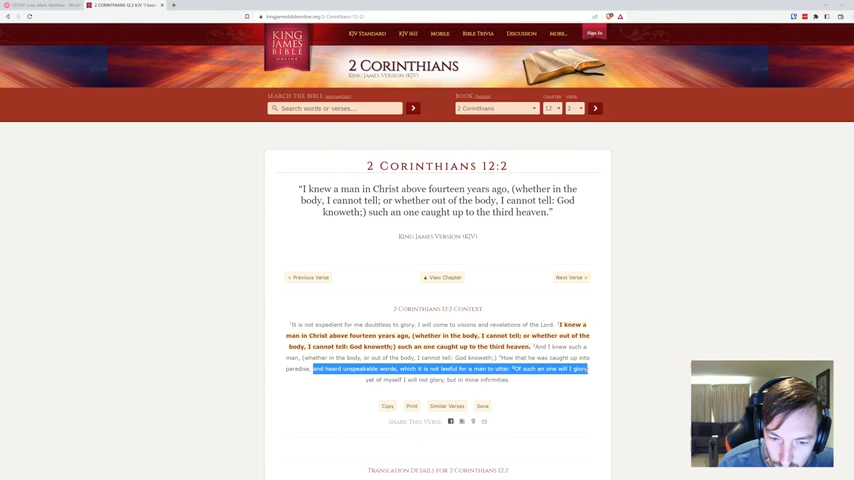 2 CORINTHIANS 12:2 KJV "I knew
kingjamesbibleonline.org/2-Corinthians-12-2/
KING
JAMES
BIBLE
ONLINE
KJV STANDARD KJV 1611 MOBILE BIBLE TRIVIA DISCUSSION MORE... Sign In
2 CORINTHIANS
KING JAMES VERSION (KJV)
SEARCH THE BIBLE BOOK CHAPTER VERSE
Search words or verses... 2 Corinthians 12 2
2 CORINTHIANS 12:2
“I knew a man in Christ above fourteen years ago, (whether in the
body, I cannot tell; or whether out of the body, I cannot tell: God
knoweth;) such an one caught up to the third heaven.”
KING JAMES VERSION (KJV)
< Previous Verse ▲ View Chapter Next Verse >
2 CORINTHIANS 12:2 CONTEXT
1It is not expedient for me doubtless to glory. I will come to visions and revelations of the Lord. 2I knew a
man in Christ above fourteen years ago, (whether in the body, I cannot tell; or whether out of the
body, I cannot tell: God knoweth;) such an one caught up to the third heaven. 3And I knew such a
man, (whether in the body, or out of the body, I cannot tell: God knoweth;) 4How that he was caught up into
paradise, and heard unspeakable words, which it is not lawful for a man to utter. 5Of such an one will I glory:
yet of myself I will not glory, but in mine infirmities.
Copy Print Similar Verses Save
SHARE THIS VERSE:
TRANSLATION DETAILS FOR 2 CORINTHIANS 12:2